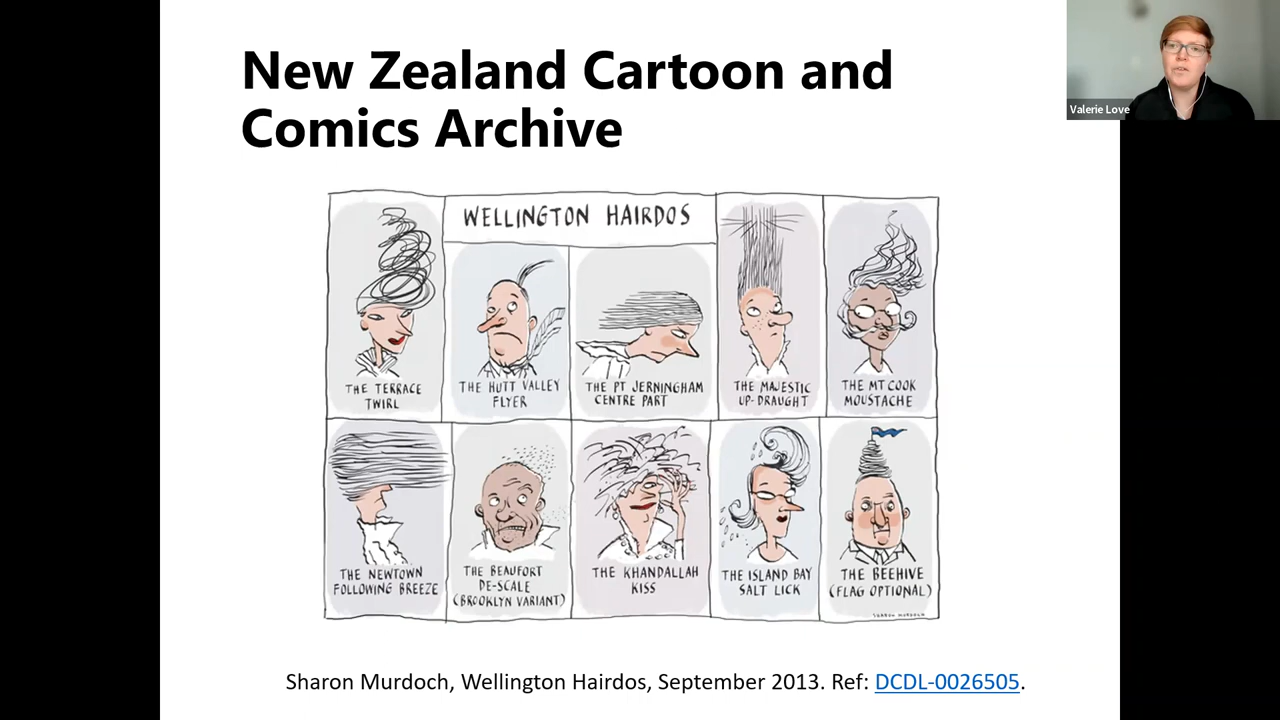 New Zealand Cartoon and
Comics Archive
Valerie Love
WELLINGTON HAIRDOS
THE TERRACE
TWIRL
THE HUTT VALLEY
FLYER
THE PT JERNINGHAM
CENTRE PART
THE MAJESTIC
UP-DRAUGHT
THE MT COOK
MOUSTACHE
THE NEWTOWN
FOLLOWING BREEZE
THE BEAUFORT
DE-SCALE
(BROOKLYN VARIANT)
THE KHANDALLAH
KISS
THE ISLAND BAY
SALT LICK
THE BEEHIVE
(FLAG OPTIONAL)
SHARON MURDOCH
Sharon Murdoch, Wellington Hairdos, September 2013. Ref: DCDL-0026505.